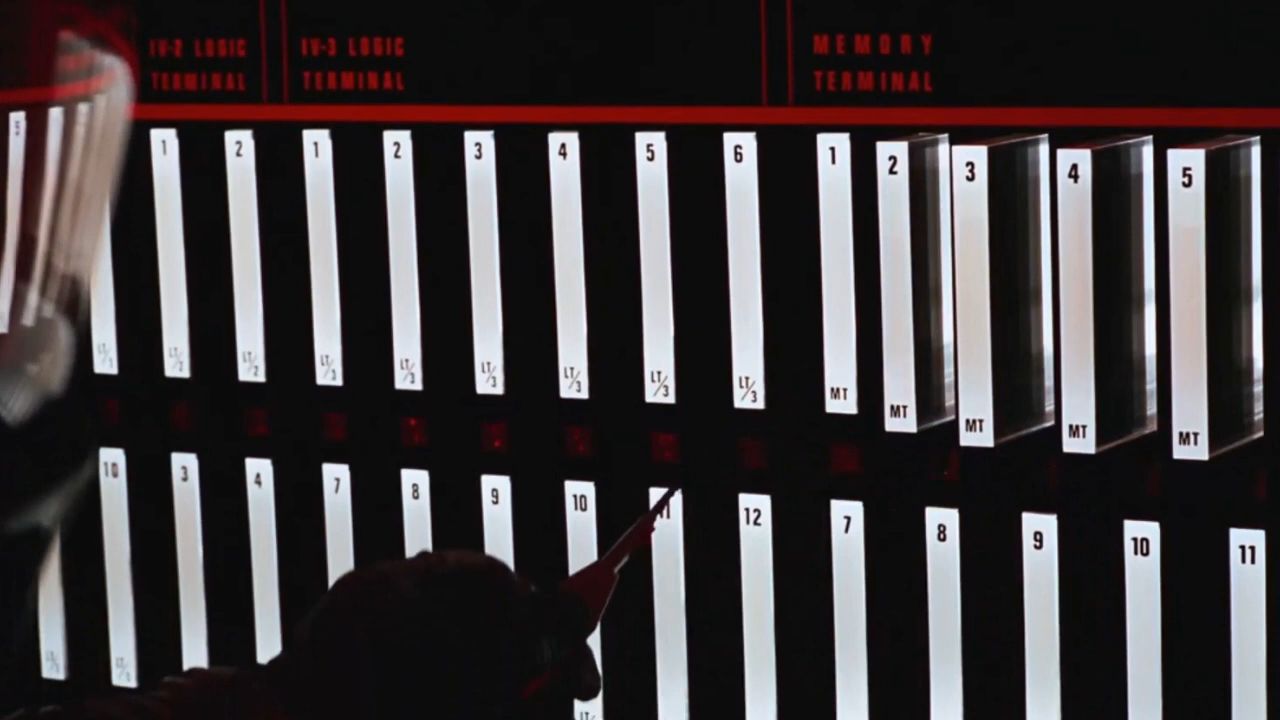 IV-2 LOGIC
TERMINAL
IV-3 LOGIC
TERMINAL
MEMORY
TERMINAL
5 1 2 1 2 3 4 5 6 1 2 3 4 5
LT/2 LT/3 LT/3 LT/3 LT/3 LT/3 LT/3 MT MT MT MT MT
10 3 4 7 8 9 10 11 12 7 8 9 10 11